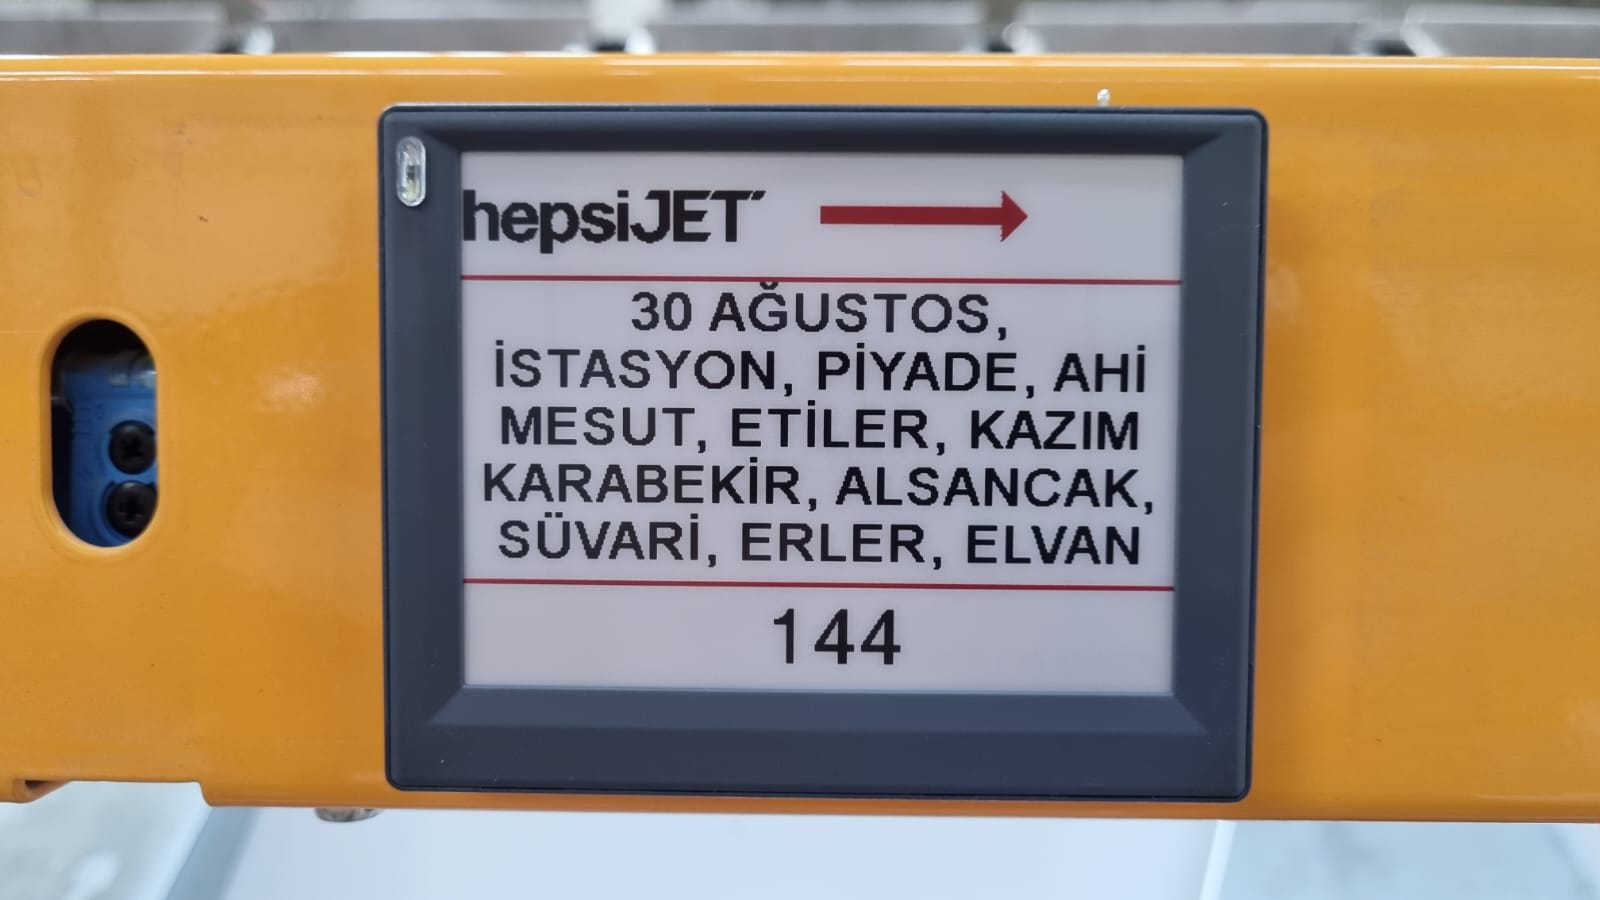 hepsiJET
30 AĞUSTOS,
İSTASYON, PİYADE, AHİ
MESUT, ETİLER, KAZIM
KARABEKİR, ALSANCAK,
SÜVARİ, ERLER, ELVAN
144